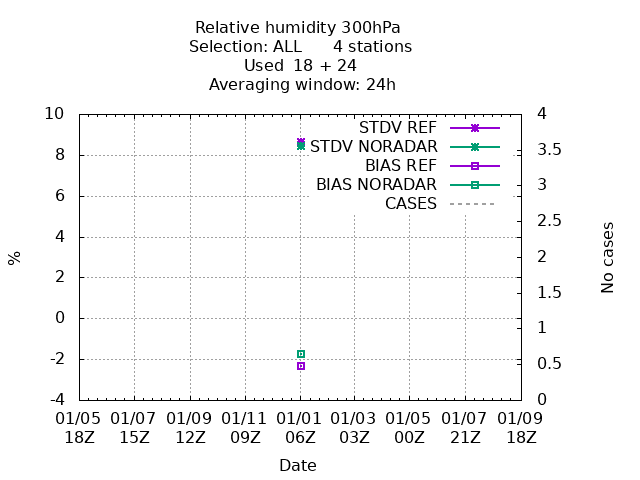 Relative humidity 300hPa
Selection: ALL      4 stations
Used  18 + 24
Averaging window: 24h
STDV REF
STDV NORADAR
BIAS REF
BIAS NORADAR
CASES
10
8
6
4
2
0
-2
-4
%
4
3.5
3
2.5
2
1.5
1
0.5
0
No cases
01/05 01/07 01/09 01/11 01/01 01/03 01/05 01/07 01/09
18Z 15Z 12Z 09Z 06Z 03Z 00Z 21Z 18Z
Date